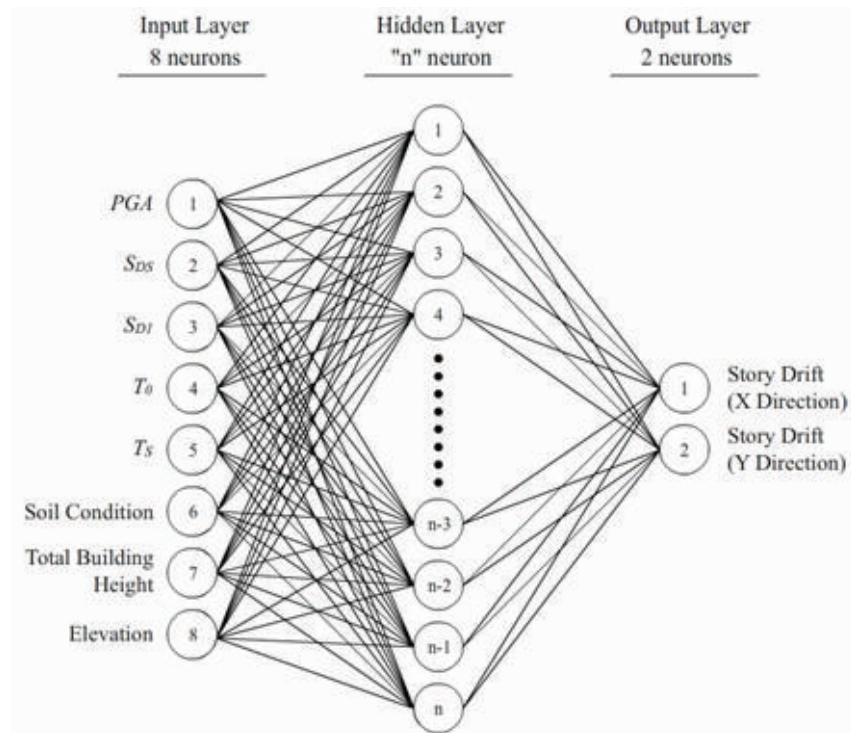 Input Layer
8 neurons
Hidden Layer
"n" neuron
Output Layer
2 neurons
PGA
1
SDS
2
SD1
3
T0
4
TS
5
Soil Condition
6
Total Building
Height
7
Elevation
8
1
2
3
4
n-3
n-2
n-1
n
1
Story Drift
(X Direction)
2
Story Drift
(Y Direction)